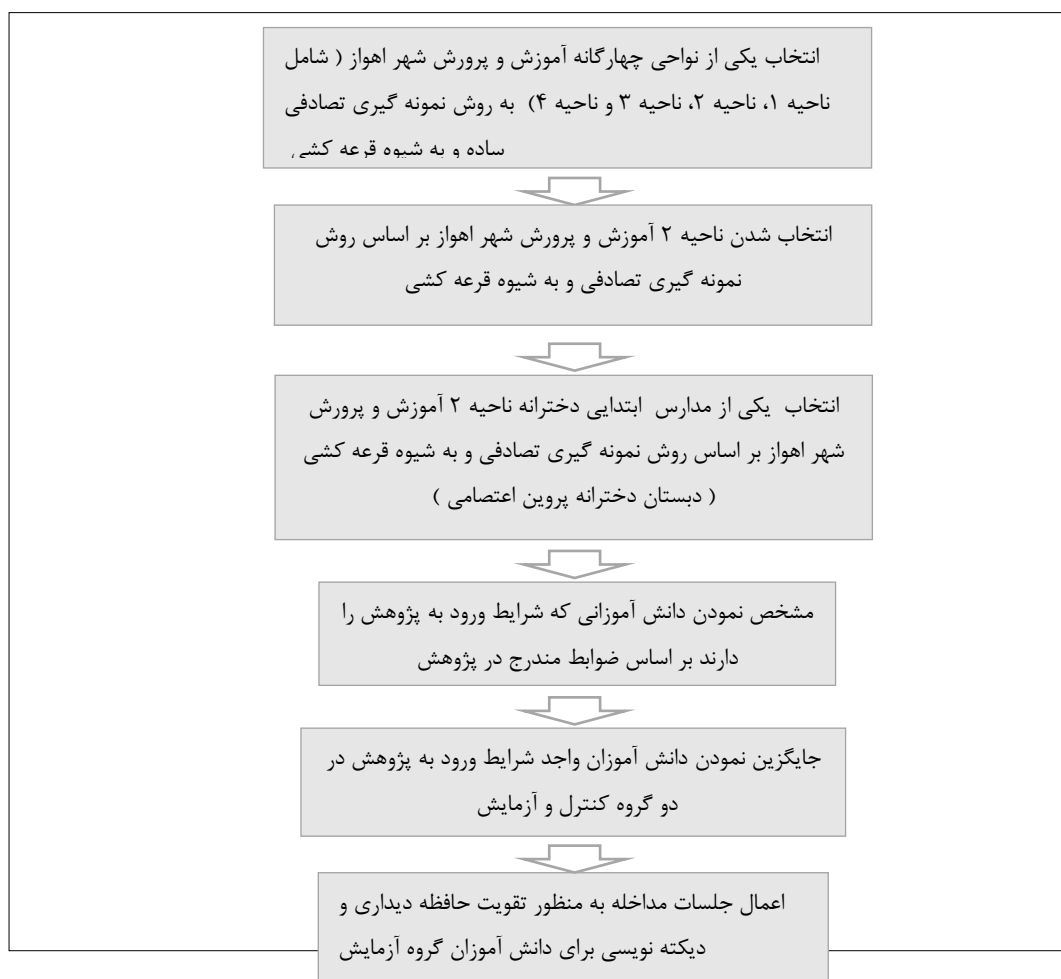 انتخاب یکی از نواحی چهارگانه آموزش و پرورش شهر اهواز ( شامل
ناحیه ۱، ناحیه ۲، ناحیه ۳ و ناحیه ۴) به روش نمونه گیری تصادفی
ساده و به شیوه قرعه کشی
انتخاب شدن ناحیه ۲ آموزش و پرورش شهر اهواز بر اساس روش
نمونه گیری تصادفی و به شیوه قرعه کشی
انتخاب یکی از مدارس ابتدایی دخترانه ناحیه ۲ آموزش و پرورش
شهر اهواز بر اساس روش نمونه گیری تصادفی و به شیوه قرعه کشی
( دبستان دخترانه پروین اعتصامی )
مشخص نمودن دانش آموزانی که شرایط ورود به پژوهش را
دارند بر اساس ضوابط مندرج در پژوهش
جایگزین نمودن دانش آموزان واجد شرایط ورود به پژوهش در
دو گروه کنترل و آزمایش
اعمال جلسات مداخله به منظور تقویت حافظه دیداری و
دیکته نویسی برای دانش آموزان گروه آزمایش